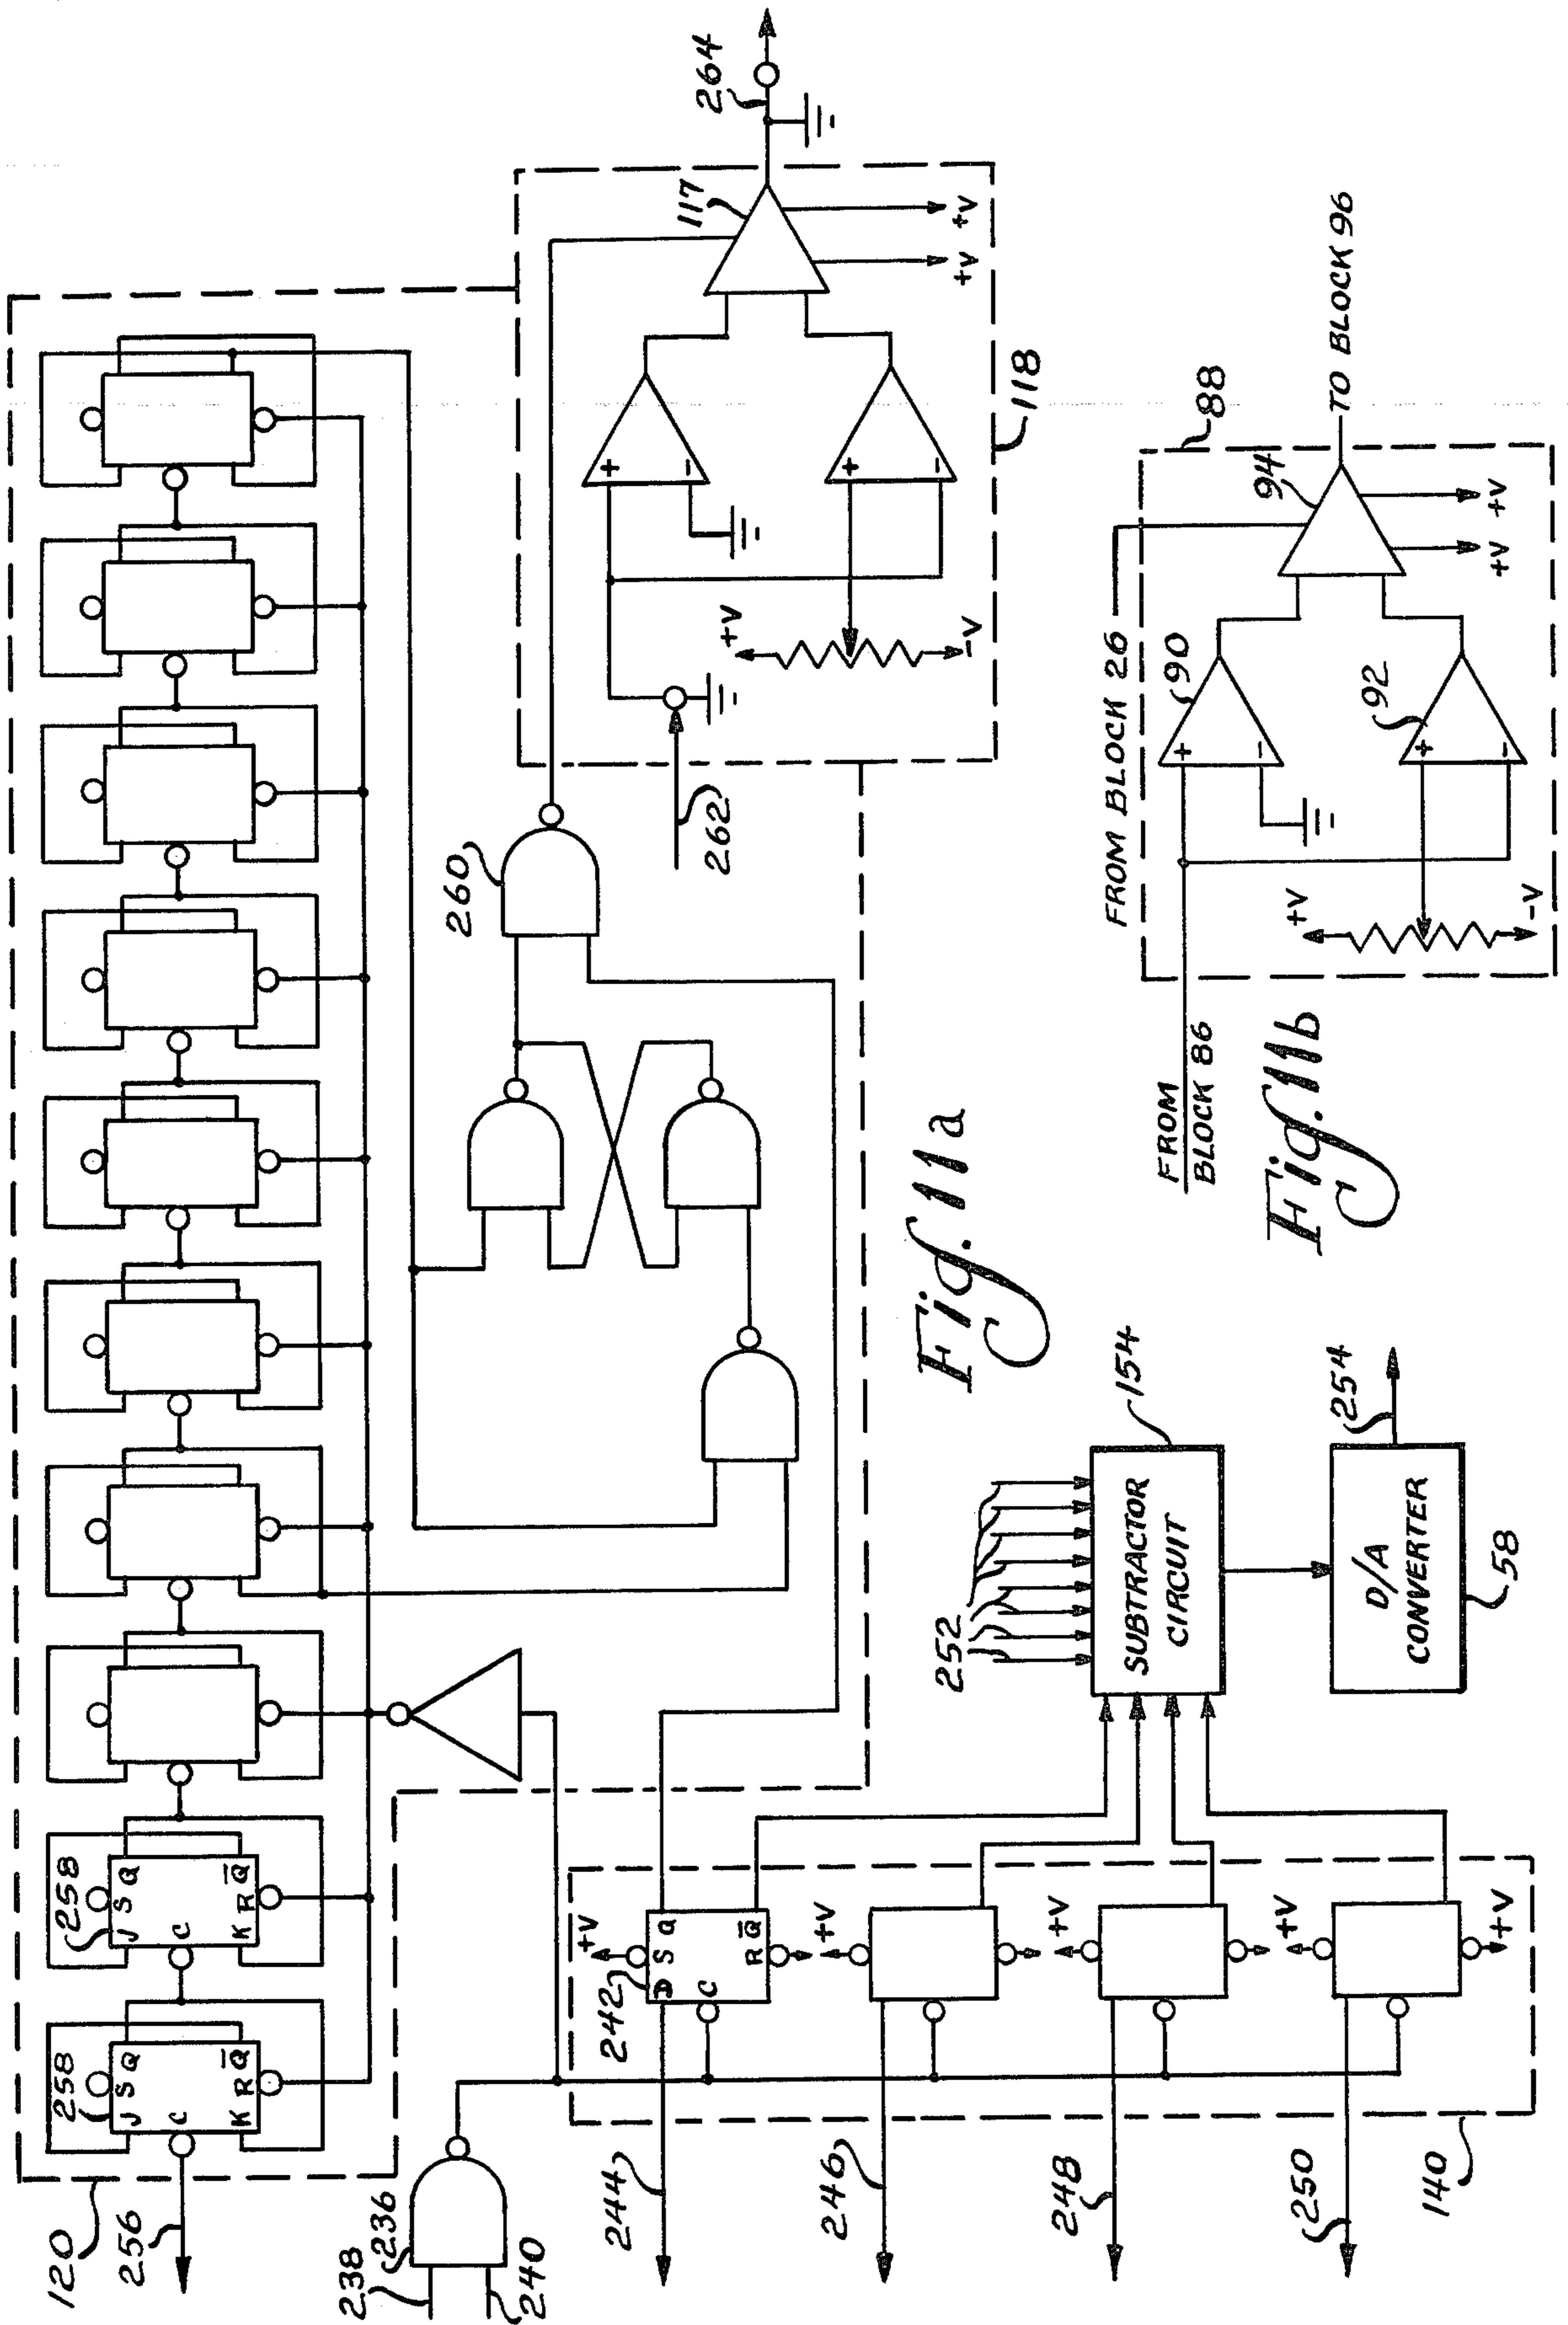 120
256
258
J
S
Q
C
K
R
Q̅
258
J
S
Q
C
K
R
Q̅
238
236
240
260
117
264
+V
+V
+
-
+
-
+V
-V
262
118
Fig. 11a
+V
242
D
S
Q
C
R
Q̅
+V
+V
+V
+V
244
246
248
250
140
252
SUBTRACTOR
CIRCUIT
154
D/A
CONVERTER
254
58
FROM BLOCK 26
88
90
94
+
-
92
+
-
+V
-V
+V
+V
TO BLOCK 96
FROM
BLOCK 86
Fig. 11b